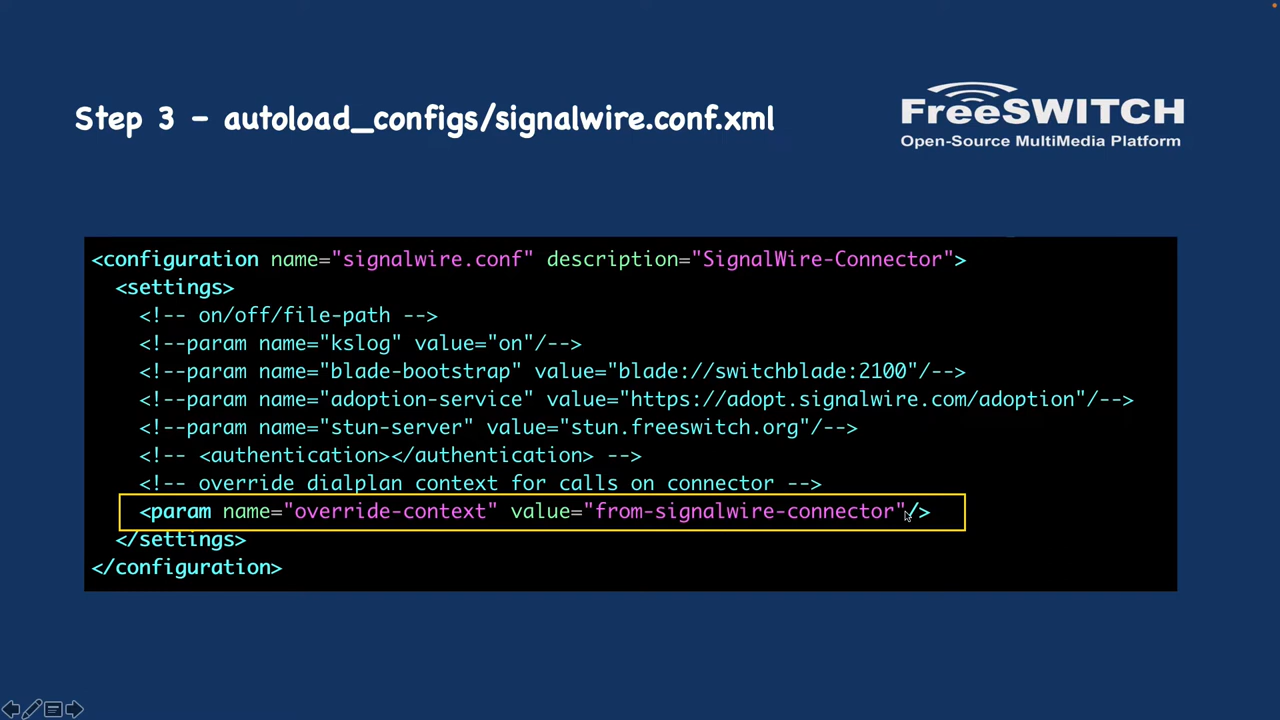 Step 3 - autoload_configs/signalwire.conf.xml
FreeSWITCH
Open-Source MultiMedia Platform
<configuration name="signalwire.conf" description="SignalWire-Connector">
<settings>
<!-- on/off/file-path -->
<!--param name="kslog" value="on"/-->
<!--param name="blade-bootstrap" value="blade://switchblade:2100"/-->
<!--param name="adoption-service" value="https://adopt.signalwire.com/adoption"/-->
<!--param name="stun-server" value="stun.freeswitch.org"/-->
<!-- <authentication></authentication> -->
<!-- override dialplan context for calls on connector -->
<param name="override-context" value="from-signalwire-connector"/>
</settings>
</configuration>